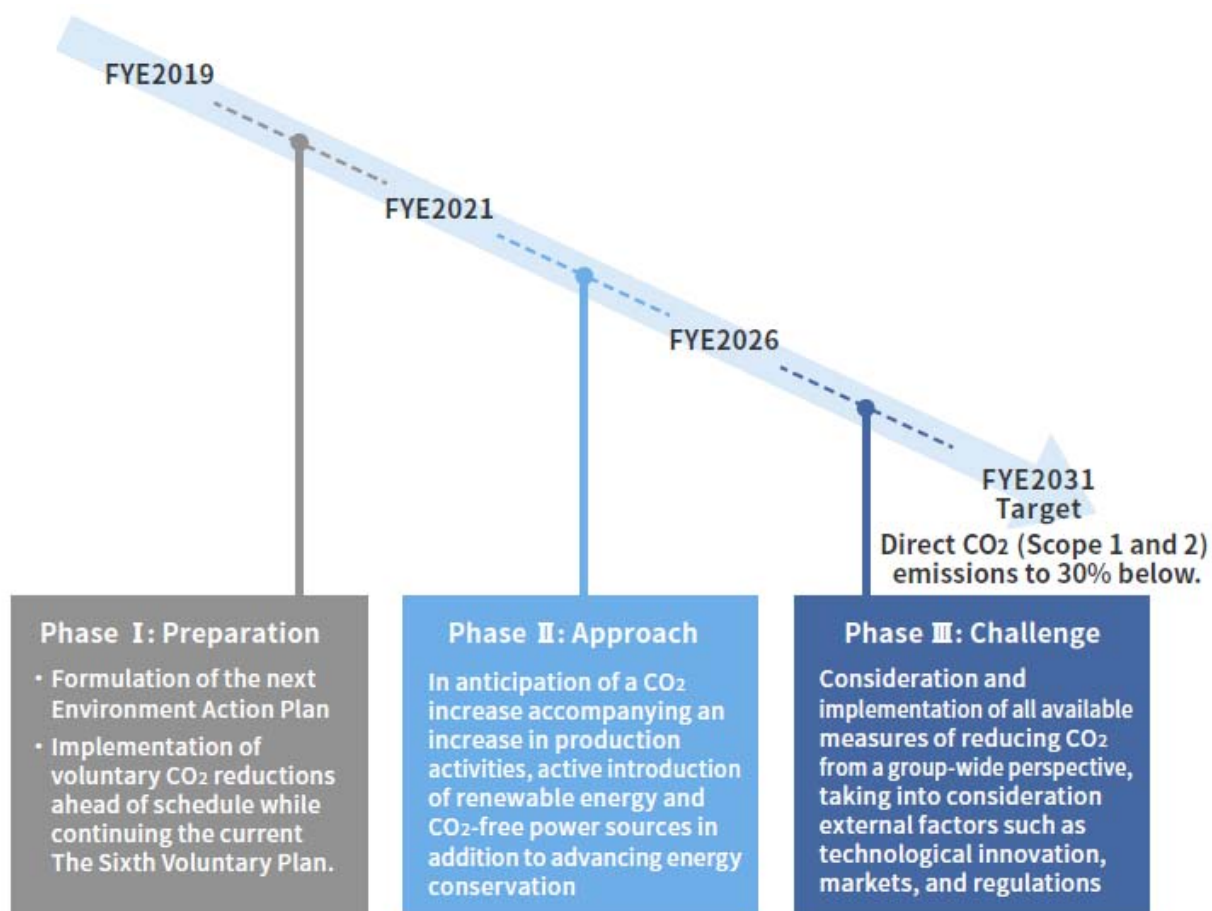 FYE2019
FYE2021
FYE2026
FYE2031
Target
Direct CO2 (Scope 1 and 2)
emissions to 30% below.
Phase Ⅰ: Preparation
・Formulation of the next
Environment Action Plan
・Implementation of
voluntary CO2 reductions
ahead of schedule while
continuing the current
The Sixth Voluntary Plan.
Phase Ⅱ: Approach
In anticipation of a CO2
increase accompanying an
increase in production
activities, active introduction
of renewable energy and
CO2-free power sources in
addition to advancing energy
conservation
Phase Ⅲ: Challenge
Consideration and
implementation of all available
measures of reducing CO2
from a group-wide perspective,
taking into consideration
external factors such as
technological innovation,
markets, and regulations